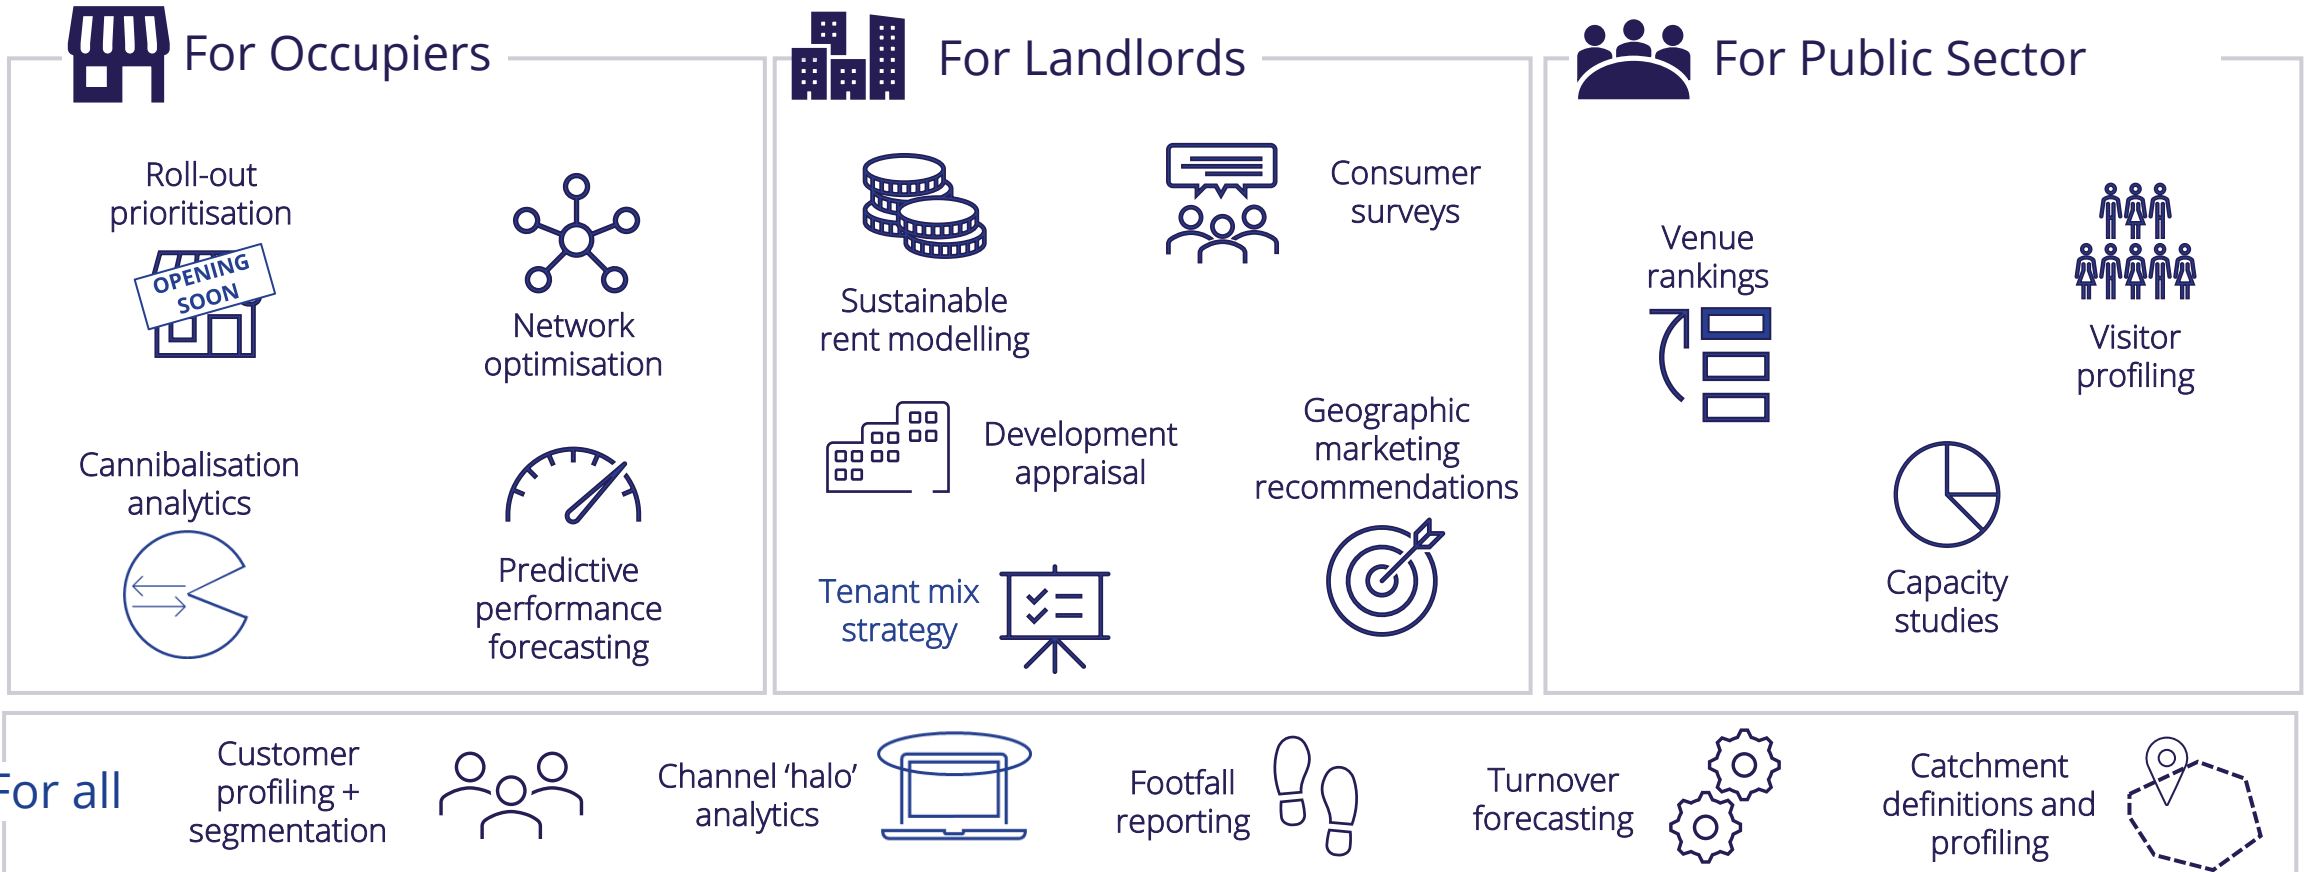 For Occupiers
Roll-out
prioritisation
OPENING
SOON
Network
optimisation
Cannibalisation
analytics
Predictive
performance
forecasting
For Landlords
Sustainable
rent modelling
Consumer
surveys
Development
appraisal
Geographic
marketing
recommendations
Tenant mix
strategy
For Public Sector
Venue
rankings
Visitor
profiling
Capacity
studies
For all
Customer
profiling +
segmentation
Channel ‘halo’
analytics
Footfall
reporting
Turnover
forecasting
Catchment
definitions and
profiling